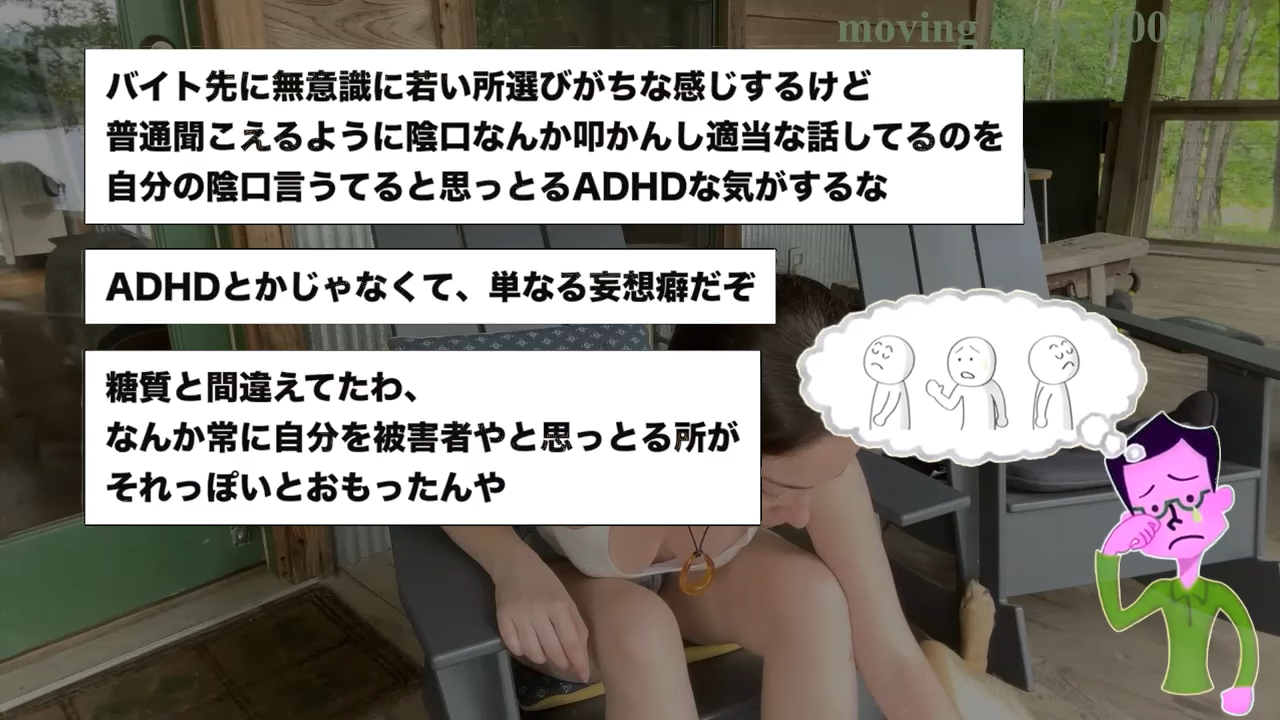 moving
バイト先に無意識に若い所選びがちな感じするけど
普通聞こえるように陰口なんか叩かんし適当な話してるのを
自分の陰口言うてると思っとるADHDな気がするな
ADHDとかじゃなくて、単なる妄想癖だぞ
糖質と間違えてたわ、
なんか常に自分を被害者やと思っとる所が
それっぽいとおもったんや